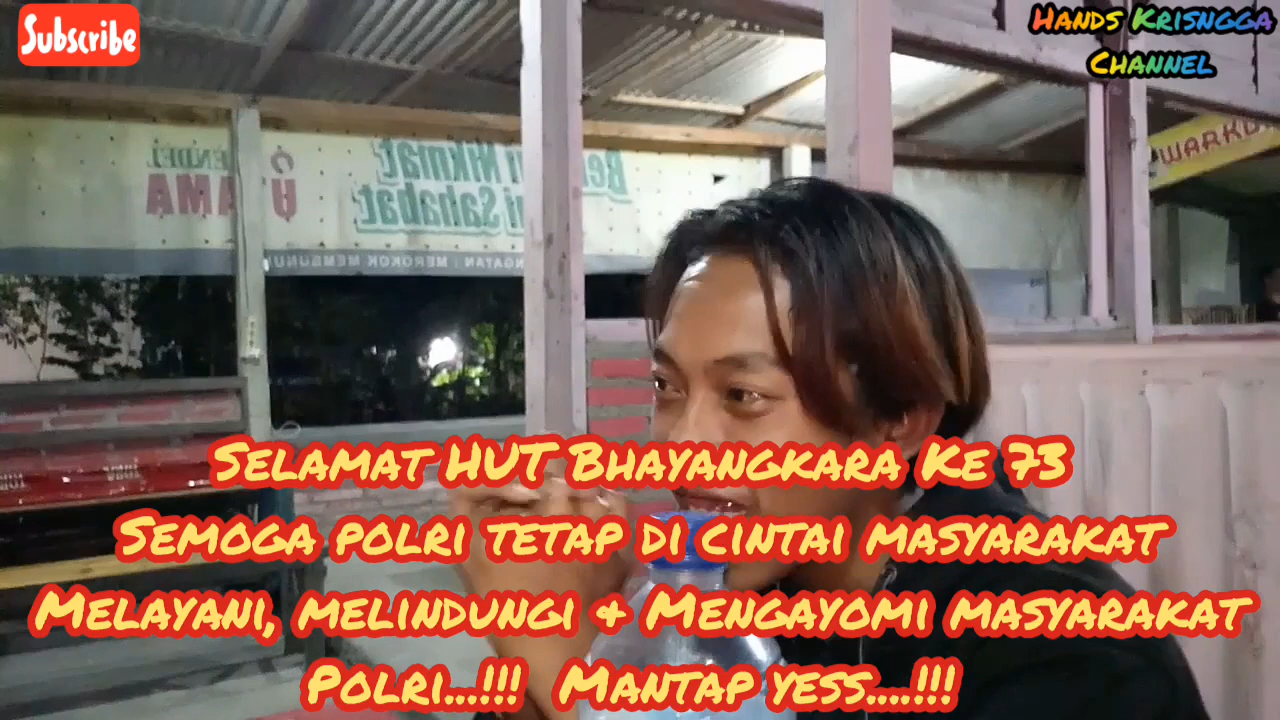 Subscribe
Hands Krisngga
Channel
WARKO
Selamat HUT Bhayangkara Ke 73
Semoga polri tetap di cintai masyarakat
Melayani, melindungi & Mengayomi masyarakat
Polri...!!! Mantap yess....!!!